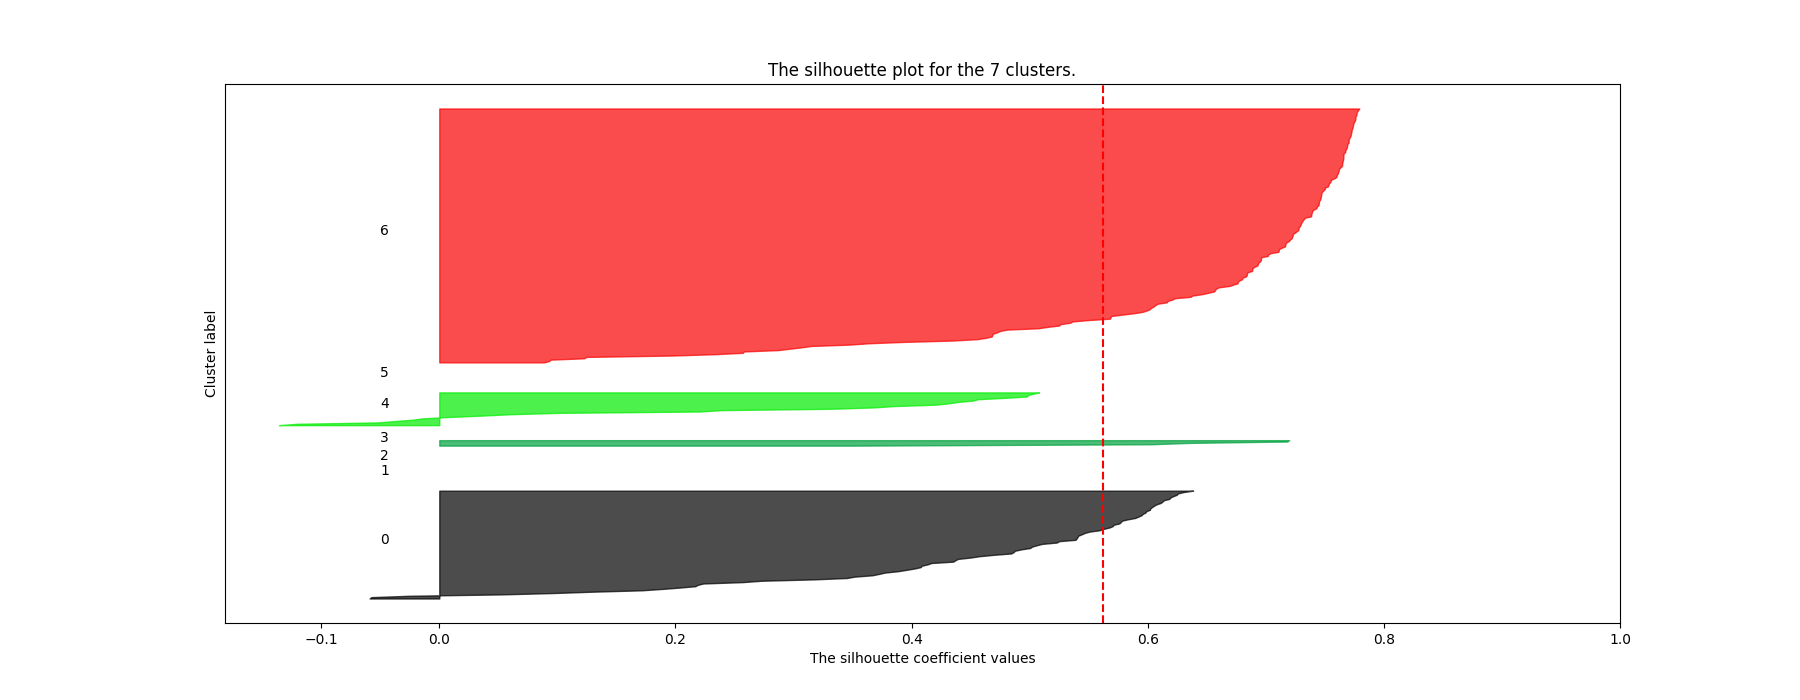 The silhouette plot for the 7 clusters.
Cluster label
6
5
4
3
2
1
0
−0.1 0.0 0.2 0.4 0.6 0.8 1.0
The silhouette coefficient values